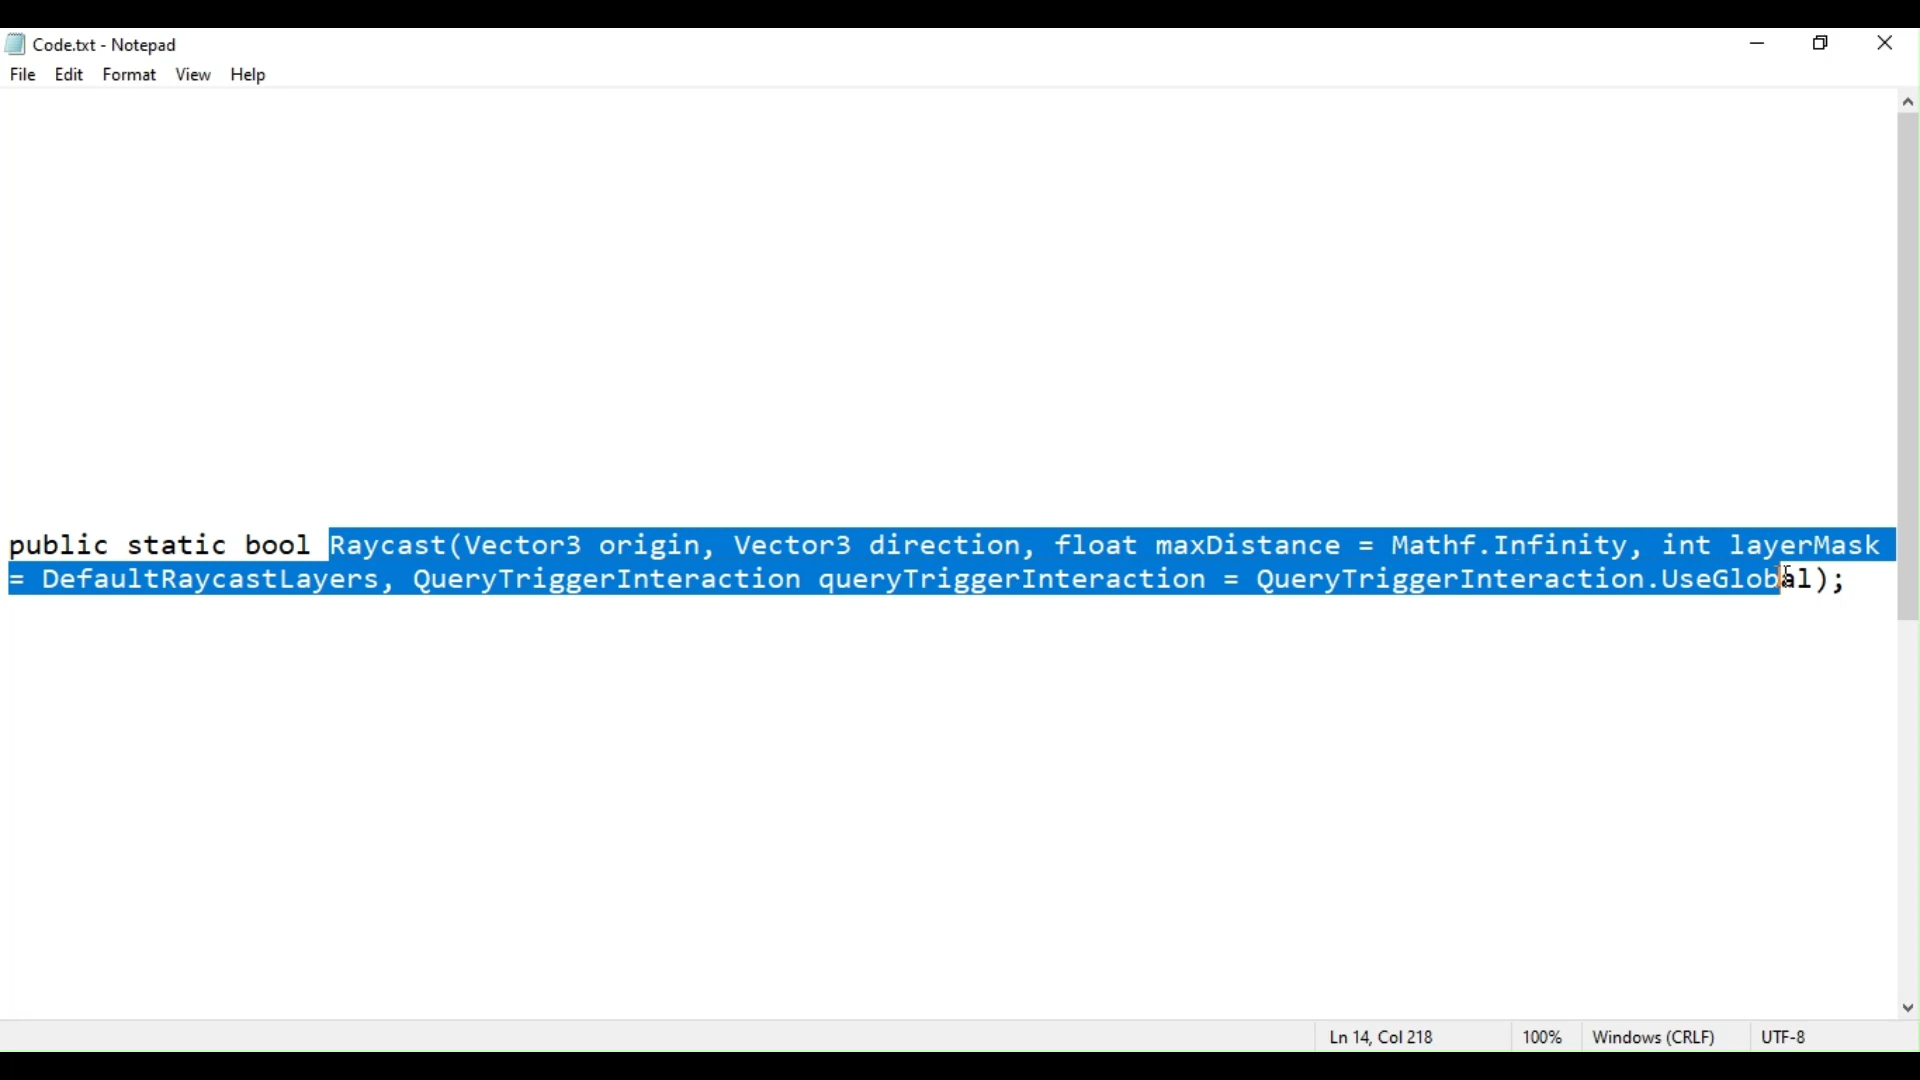 Code.txt - Notepad
File Edit Format View Help
public static bool Raycast(Vector3 origin, Vector3 direction, float maxDistance = Mathf.Infinity, int layerMask
= DefaultRaycastLayers, QueryTriggerInteraction queryTriggerInteraction = QueryTriggerInteraction.UseGlobal);
Ln 14, Col 218 100% Windows (CRLF) UTF-8